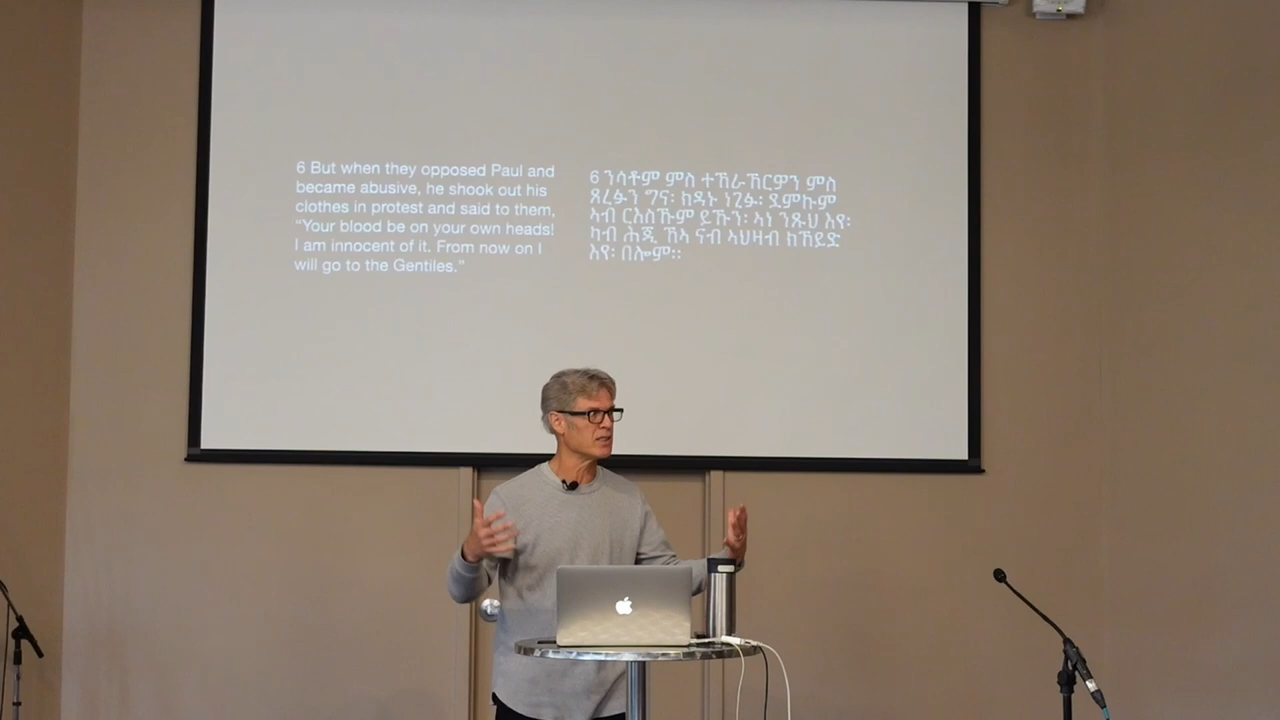 6 But when they opposed Paul and
became abusive, he shook out his
clothes in protest and said to them,
“Your blood be on your own heads!
I am innocent of it. From now on I
will go to the Gentiles.”
6 ንሳቶም ምስ ተኸራኸርዎን ምስ
ጸረፉን ግና፡ ክዳኑ ነጊፉ፡ ደምኩም
ኣብ ርእስኹም ይኹን፡ ኣነ ንጹህ እየ፡
ካብ ሕጂ ኸኣ ናብ ኣህዛብ ክኸይድ
እየ፡ በሎም።